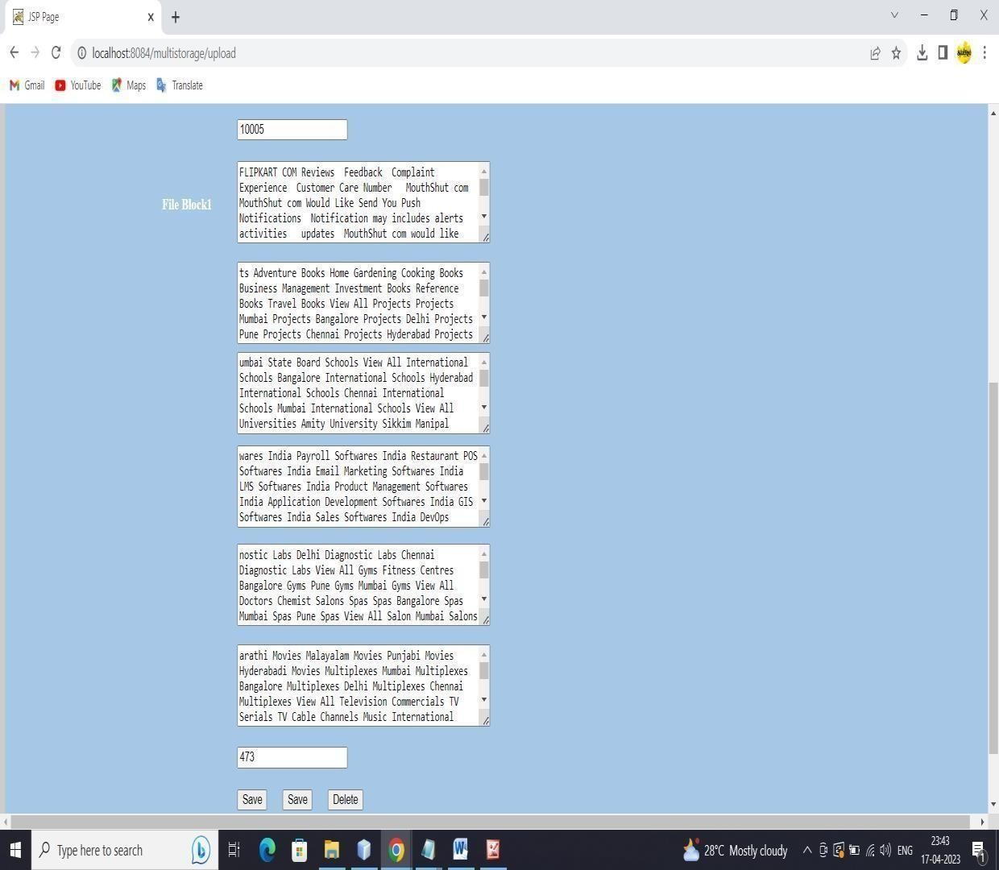 JSP Page
localhost:8084/multistorage/upload
Gmail YouTube Maps Translate
10005
File Block1
FLIPKART COM Reviews  Feedback  Complaint
Experience  Customer Care Number   MouthShut com
MouthShut com Would Like Send You Push
Notifications  Notification may includes alerts
activities   updates  MouthShut com would like
ts Adventure Books Home Gardening Cooking Books
Business Management Investment Books Reference
Books Travel Books View All Projects Projects
Mumbai Projects Bangalore Projects Delhi Projects
Pune Projects Chennai Projects Hyderabad Projects
umbai State Board Schools View All International
Schools Bangalore International Schools Hyderabad
International Schools Chennai International
Schools Mumbai International Schools View All
Universities Amity University Sikkim Manipal
wares India Payroll Softwares India Restaurant POS
Softwares India Email Marketing Softwares India
LMS Softwares India Product Management Softwares
India Application Development Softwares India GIS
Softwares India Sales Softwares India DevOps
nostic Labs Delhi Diagnostic Labs Chennai
Diagnostic Labs View All Gyms Fitness Centres
Bangalore Gyms Pune Gyms Mumbai Gyms View All
Doctors Chemist Salons Spas Spas Bangalore Spas
Mumbai Spas Pune Spas View All Salon Mumbai Salons
arathi Movies Malayalam Movies Punjabi Movies
Hyderabadi Movies Multiplexes Mumbai Multiplexes
Bangalore Multiplexes Delhi Multiplexes Chennai
Multiplexes View All Television Commercials TV
Serials TV Cable Channels Music International
473
Save Save Delete
Type here to search
28°C Mostly cloudy
ENG
23:43
17-04-2023
1